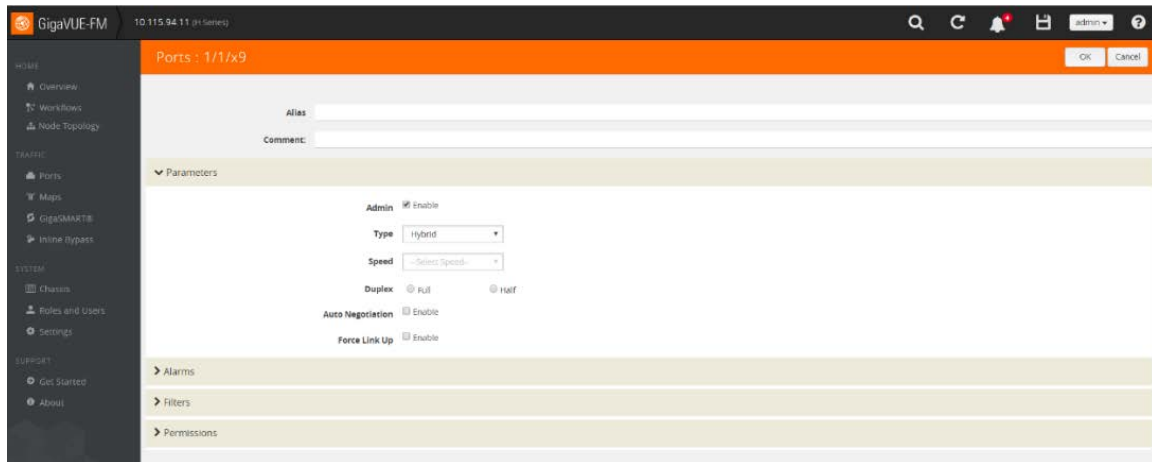 GigaVUE-FM 10.115.94.11 (H Series) admin
Ports : 1/1/x9 OK Cancel
HOME
Overview
Workflows
Node Topology
TRAFFIC
Ports
Maps
GigaSMART®
Inline Bypass
SYSTEM
Chassis
Roles and Users
Settings
SUPPORT
Get Started
About
Alias
Comment:
Parameters
Admin Enable
Type Hybrid
Speed --Select Speed--
Duplex Full Half
Auto Negotiation Enable
Force Link Up Enable
Alarms
Filters
Permissions